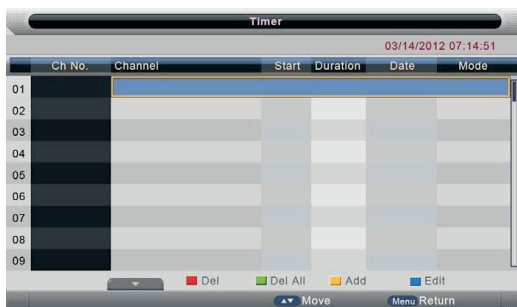 Timer
03/14/2012 07:14:51
Ch No. Channel Start Duration Date Mode
01
02
03
04
05
06
07
08
09
Del Del All Add Edit
Move Menu Return